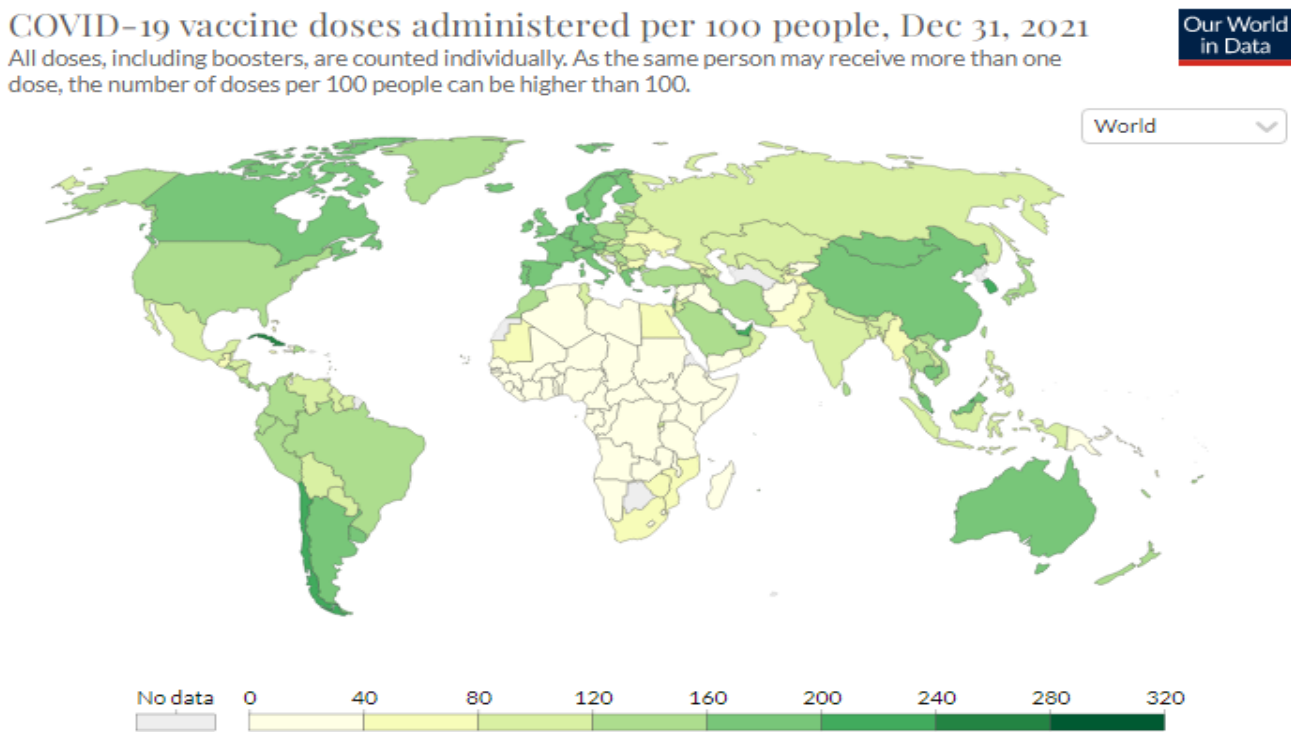 COVID-19 vaccine doses administered per 100 people, Dec 31, 2021
Our World
in Data
All doses, including boosters, are counted individually. As the same person may receive more than one
dose, the number of doses per 100 people can be higher than 100.
World
No data 0 40 80 120 160 200 240 280 320